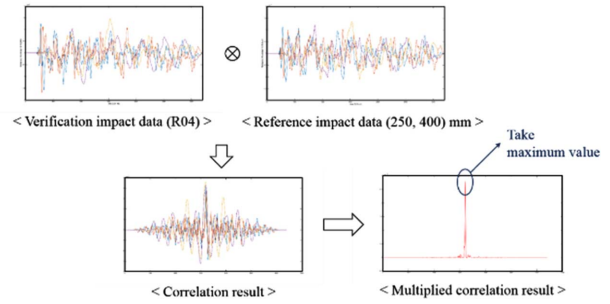 ⊗
< Verification impact data (R04) >
< Reference impact data (250, 400) mm >
Take
maximum value
< Correlation result >
< Multiplied correlation result >